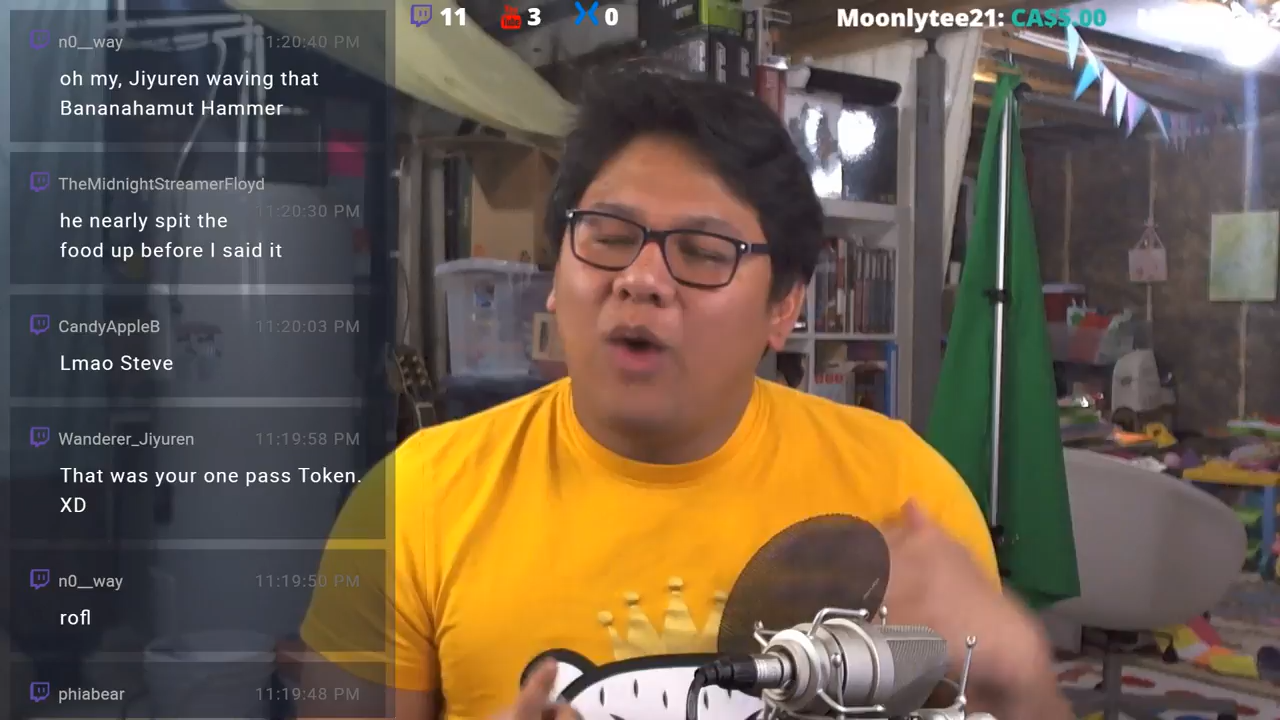 11 3 0 Moonlytee21: CA$5.00
n0__way 11:20:40 PM
oh my, Jiyuren waving that
Bananahamut Hammer
TheMidnightStreamerFloyd
11:20:30 PM
he nearly spit the
food up before I said it
CandyAppleB 11:20:03 PM
Lmao Steve
Wanderer_Jiyuren 11:19:58 PM
That was your one pass Token.
XD
n0__way 11:19:50 PM
rofl
phiabear 11:19:48 PM